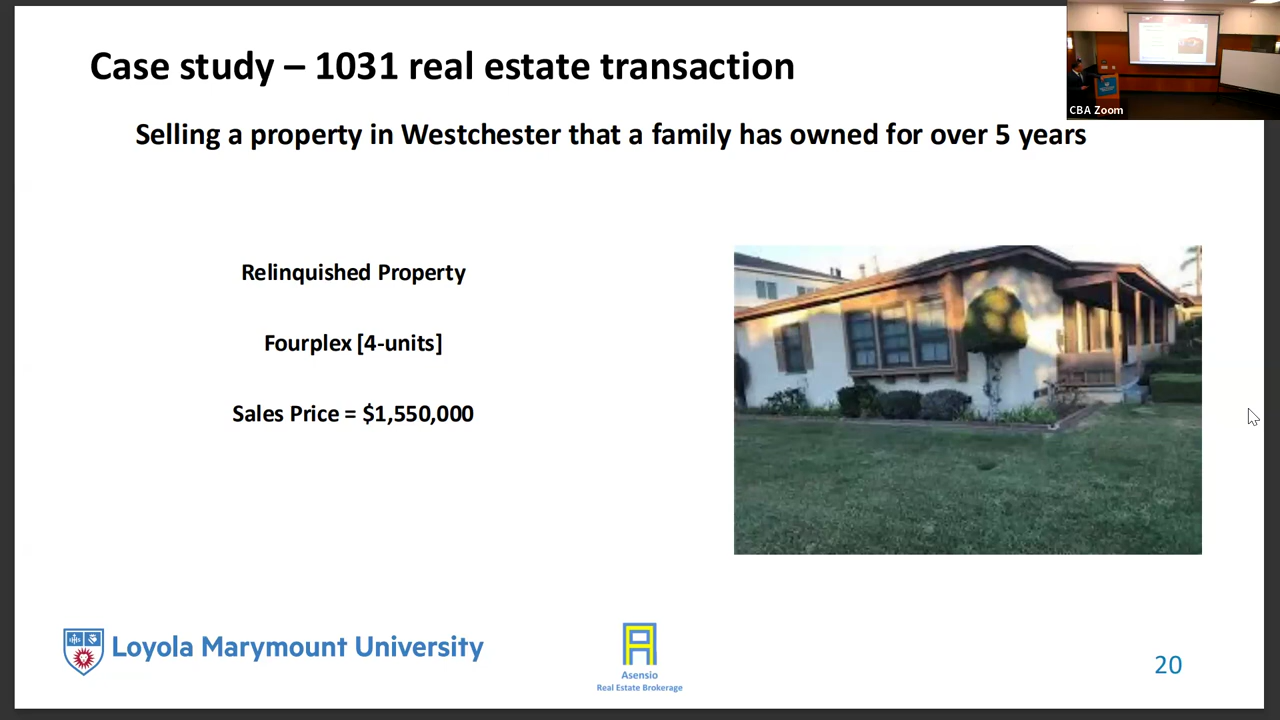 Case study – 1031 real estate transaction
CBA Zoom
Selling a property in Westchester that a family has owned for over 5 years
Relinquished Property
Fourplex [4-units]
Sales Price = $1,550,000
Loyola Marymount University
Asensio
Real Estate Brokerage
20